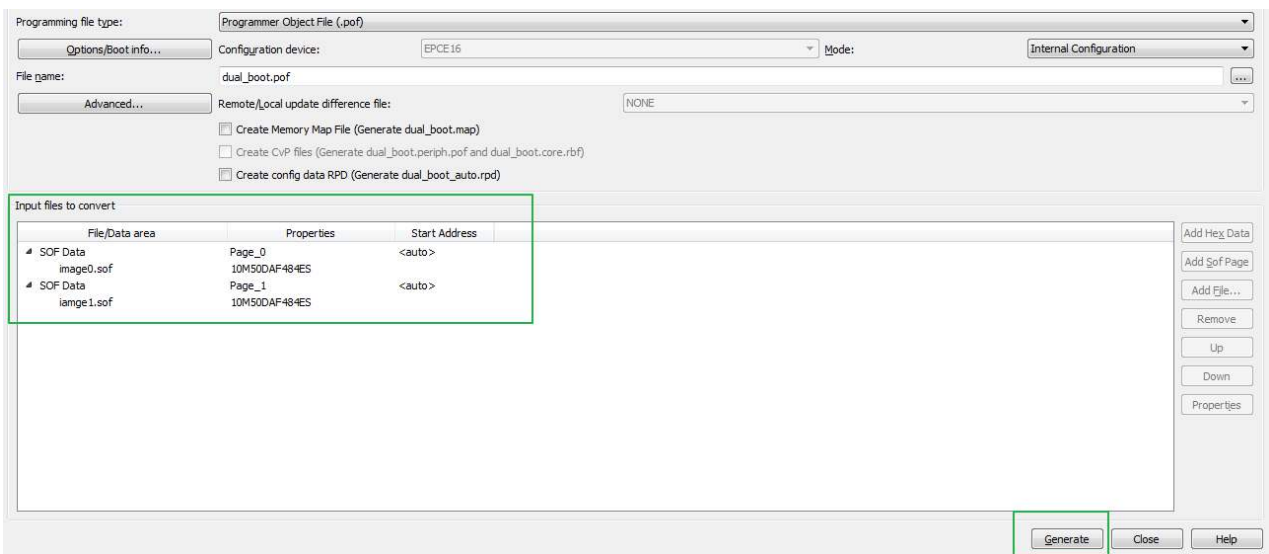 Programming file type: Programmer Object File (.pof)
Options/Boot info... Configuration device: EPCE16 Mode: Internal Configuration
File name: dual_boot.pof ...
Advanced... Remote/Local update difference file: NONE
Create Memory Map File (Generate dual_boot.map)
Create CvP files (Generate dual_boot.periph.pof and dual_boot.core.rbf)
Create config data RPD (Generate dual_boot_auto.rpd)
Input files to convert
File/Data area Properties Start Address
SOF Data Page_0 <auto>
image0.sof 10M50DAF484ES
SOF Data Page_1 <auto>
iamge1.sof 10M50DAF484ES
Add Hex Data
Add Sof Page
Add File...
Remove
Up
Down
Properties
Generate Close Help